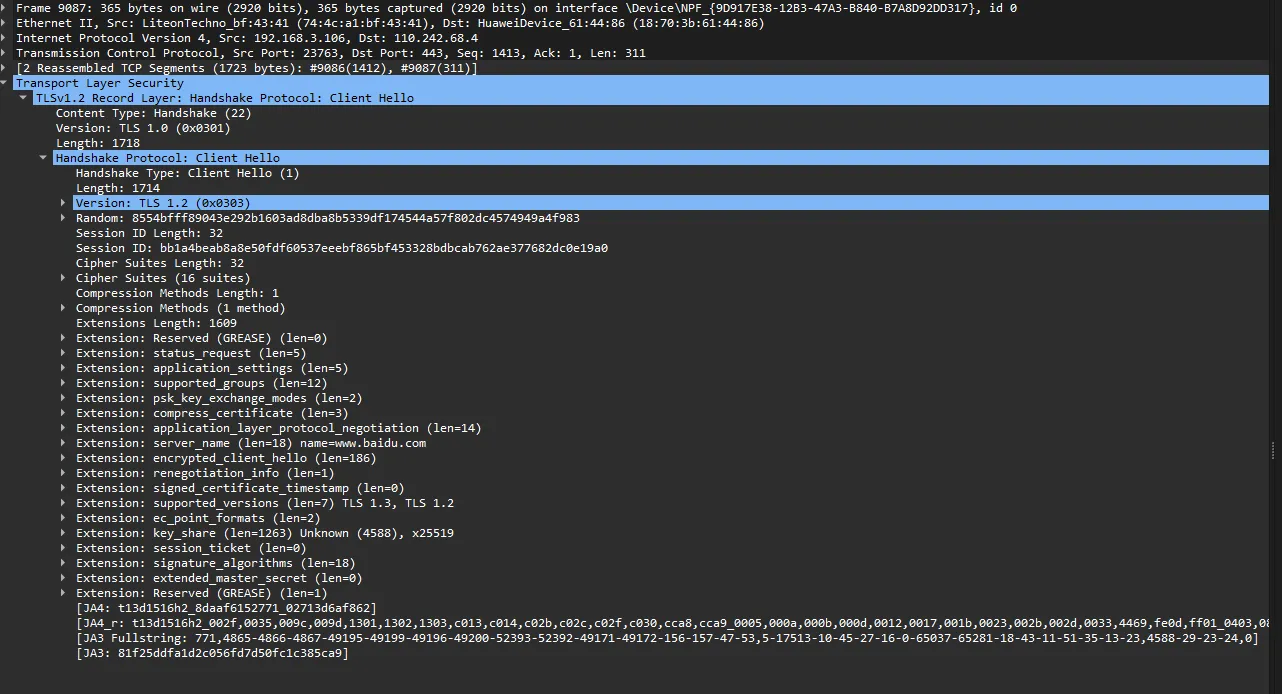 Frame 9087: 365 bytes on wire (2920 bits), 365 bytes captured (2920 bits) on interface \Device\NPF_{9D917E38-12B3-47A3-B840-B7A8D92DD317}, id 0
Ethernet II, Src: LiteonTechno_bf:43:41 (74:4c:a1:bf:43:41), Dst: HuaweiDevice_61:44:86 (18:70:3b:61:44:86)
Internet Protocol Version 4, Src: 192.168.3.106, Dst: 110.242.68.4
Transmission Control Protocol, Src Port: 23763, Dst Port: 443, Seq: 1413, Ack: 1, Len: 311
[2 Reassembled TCP Segments (1723 bytes): #9086(1412), #9087(311)]
Transport Layer Security
TLSv1.2 Record Layer: Handshake Protocol: Client Hello
Content Type: Handshake (22)
Version: TLS 1.0 (0x0301)
Length: 1718
Handshake Protocol: Client Hello
Handshake Type: Client Hello (1)
Length: 1714
Version: TLS 1.2 (0x0303)
Random: 8554bfff89043e292b1603ad8dba8b5339df174544a57f802dc4574949a4f983
Session ID Length: 32
Session ID: bb1a4beab8a8e50fdf60537eeebf865bf453328bdbcab762ae377682dc0e19a0
Cipher Suites Length: 32
Cipher Suites (16 suites)
Compression Methods Length: 1
Compression Methods (1 method)
Extensions Length: 1609
Extension: Reserved (GREASE) (len=0)
Extension: status_request (len=5)
Extension: application_settings (len=5)
Extension: supported_groups (len=12)
Extension: psk_key_exchange_modes (len=2)
Extension: compress_certificate (len=3)
Extension: application_layer_protocol_negotiation (len=14)
Extension: server_name (len=18) name=www.baidu.com
Extension: encrypted_client_hello (len=186)
Extension: renegotiation_info (len=1)
Extension: signed_certificate_timestamp (len=0)
Extension: supported_versions (len=7) TLS 1.3, TLS 1.2
Extension: ec_point_formats (len=2)
Extension: key_share (len=1263) Unknown (4588), x25519
Extension: session_ticket (len=0)
Extension: signature_algorithms (len=18)
Extension: extended_master_secret (len=0)
Extension: Reserved (GREASE) (len=1)
[JA4: t13d1516h2_8daaf6152771_02713d6af862]
[JA4_r: t13d1516h2_002f,0035,009c,009d,1301,1302,1303,c013,c014,c02b,c02c,c02f,c030,cca8,cca9_0005,000a,000b,000d,0012,0017,001b,0023,002b,002d,0033,4469,fe0d,ff01_0403,08
[JA3 Fullstring: 771,4865-4866-4867-49195-49199-49196-49200-52393-52392-49171-49172-156-157-47-53,5-17513-10-45-27-16-0-65037-65281-18-43-11-51-35-13-23,4588-29-23-24,0]
[JA3: 81f25ddfa1d2c056fd7d50fc1c385ca9]